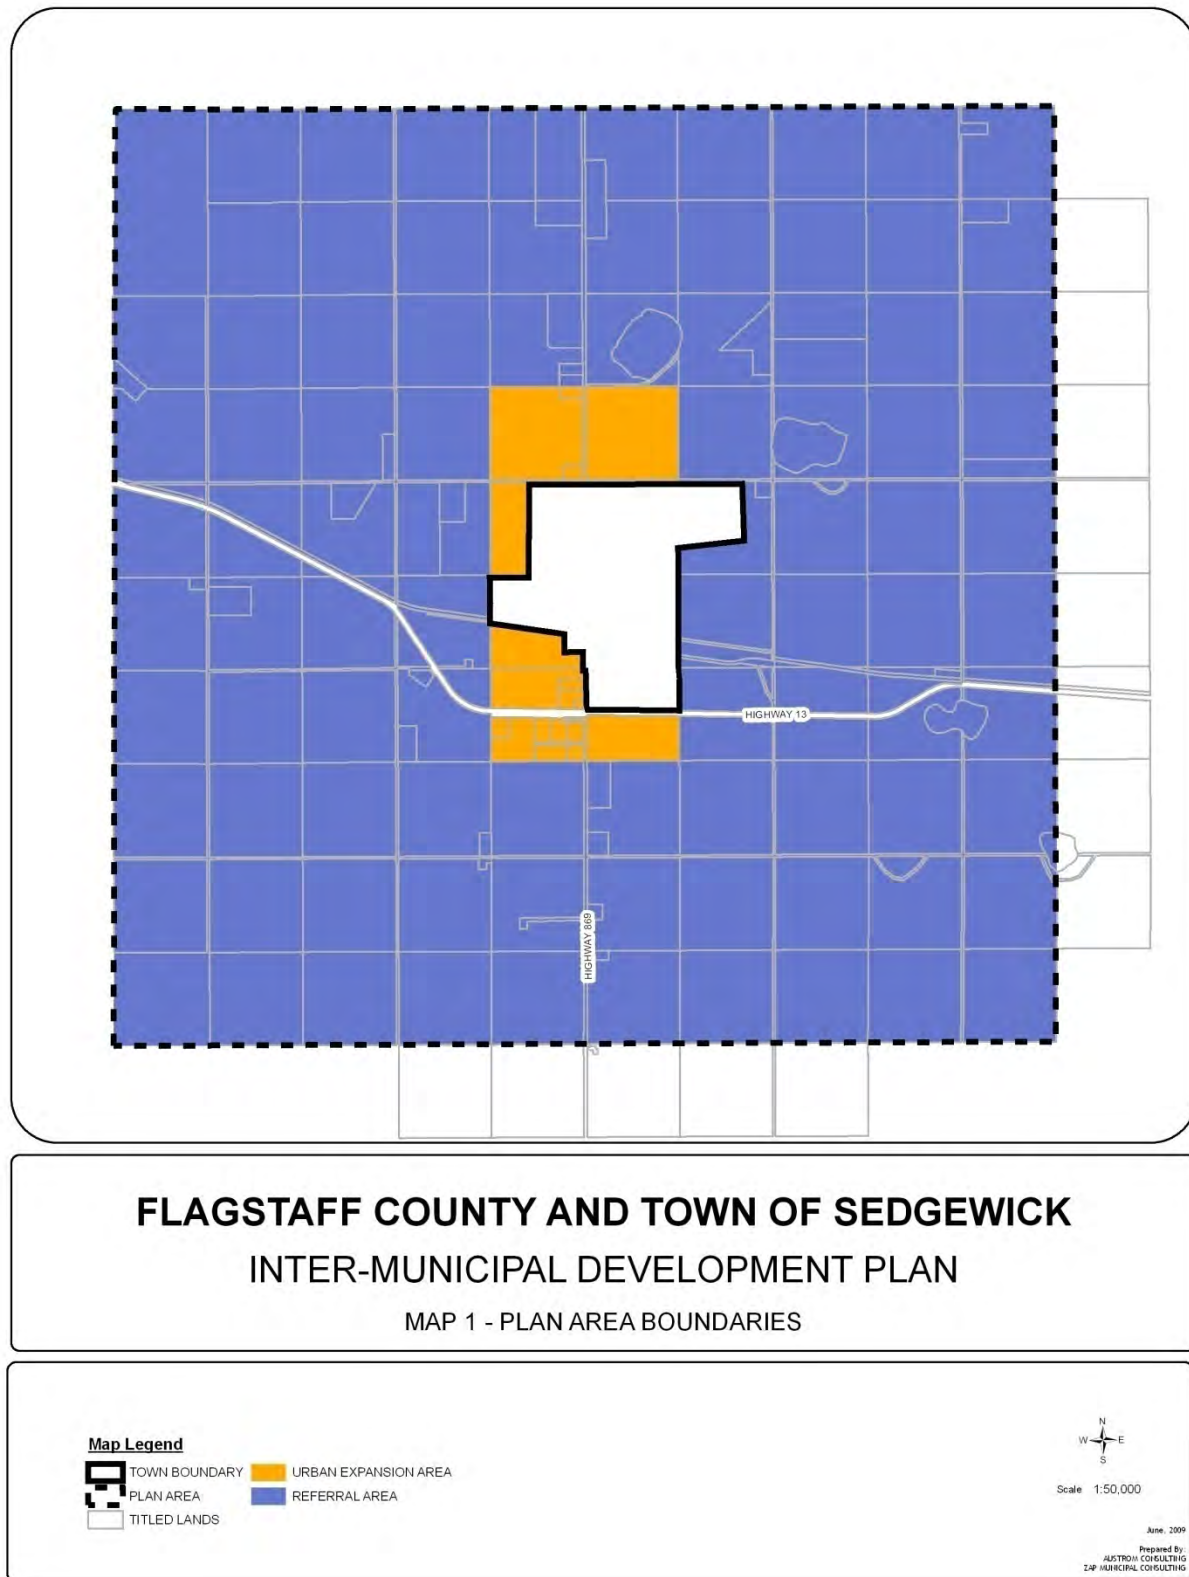 HIGHWAY 13
HIGHWAY 869
FLAGSTAFF COUNTY AND TOWN OF SEDGEWICK
INTER-MUNICIPAL DEVELOPMENT PLAN
MAP 1 - PLAN AREA BOUNDARIES
Map Legend
TOWN BOUNDARY
URBAN EXPANSION AREA
PLAN AREA
REFERRAL AREA
TITLED LANDS
N
W E
S
Scale 1:50,000
June, 2009
Prepared By:
AUSTROM CONSULTING
ZAP MUNICIPAL CONSULTING